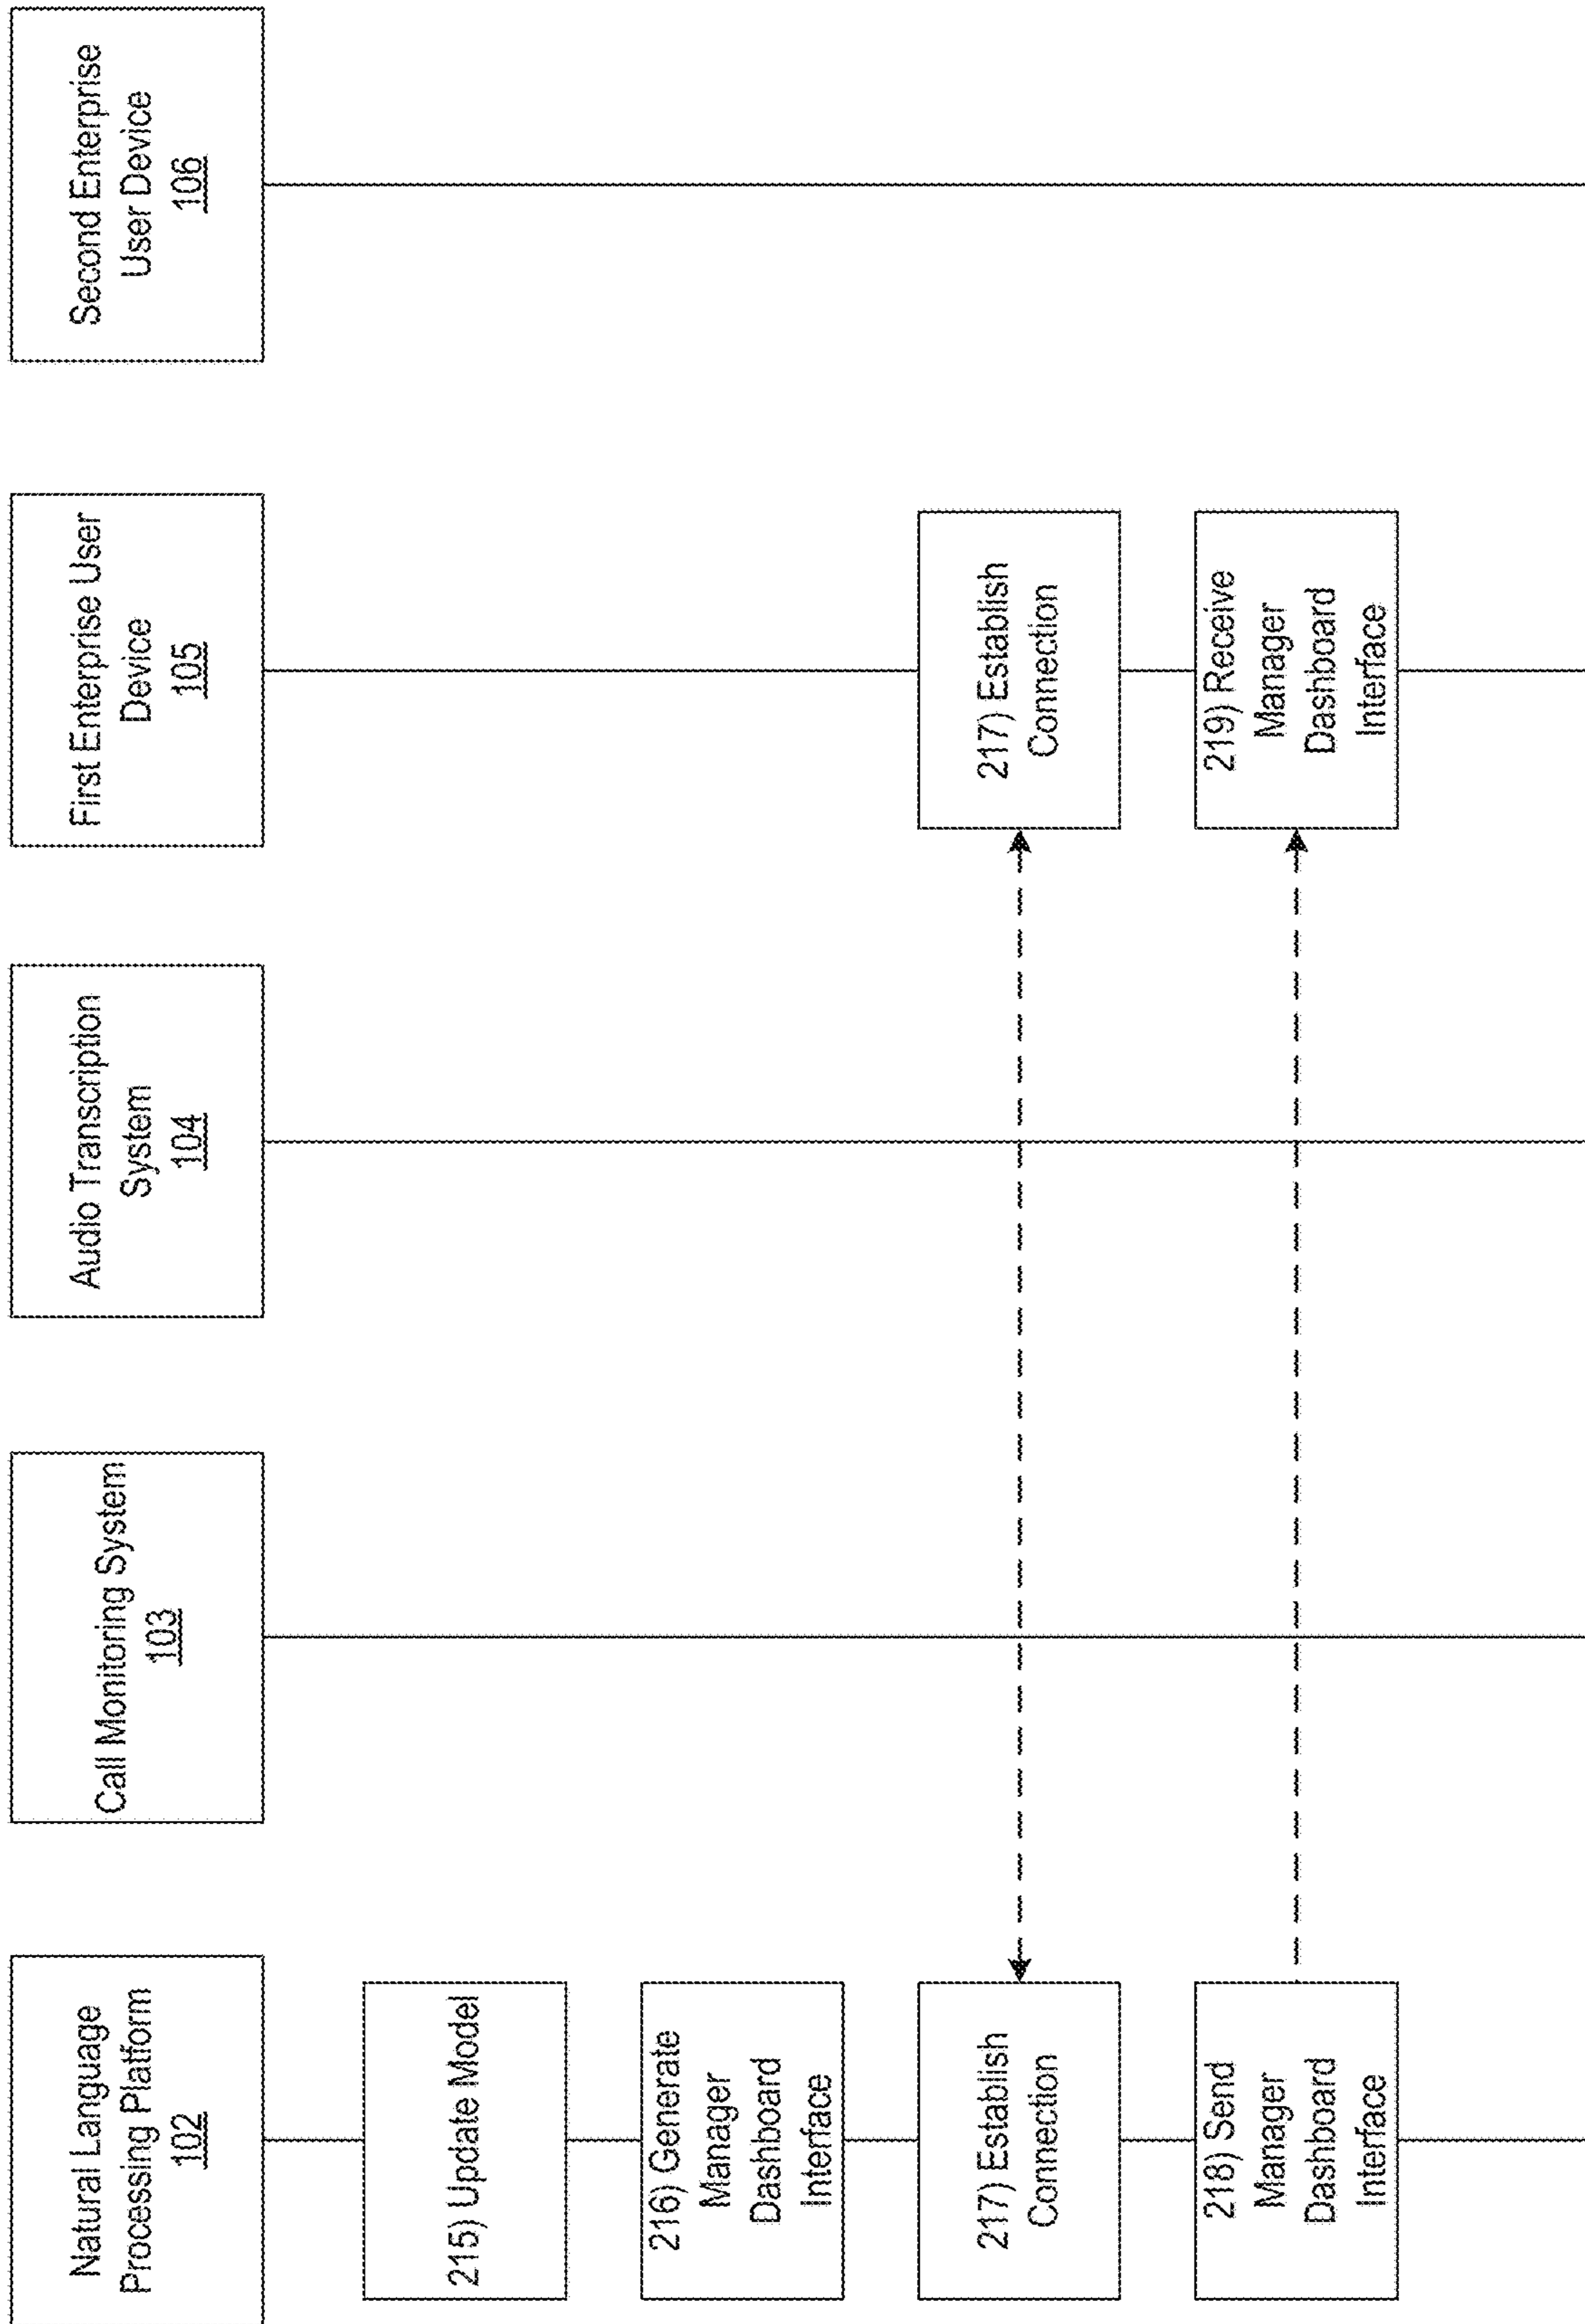 Natural Language
Processing Platform
102
Call Monitoring System
103
Audio Transcription
System
104
First Enterprise User
Device
105
Second Enterprise
User Device
106
215) Update Model
216) Generate
Manager
Dashboard
Interface
217) Establish
Connection
217) Establish
Connection
218) Send
Manager
Dashboard
Interface
219) Receive
Manager
Dashboard
Interface